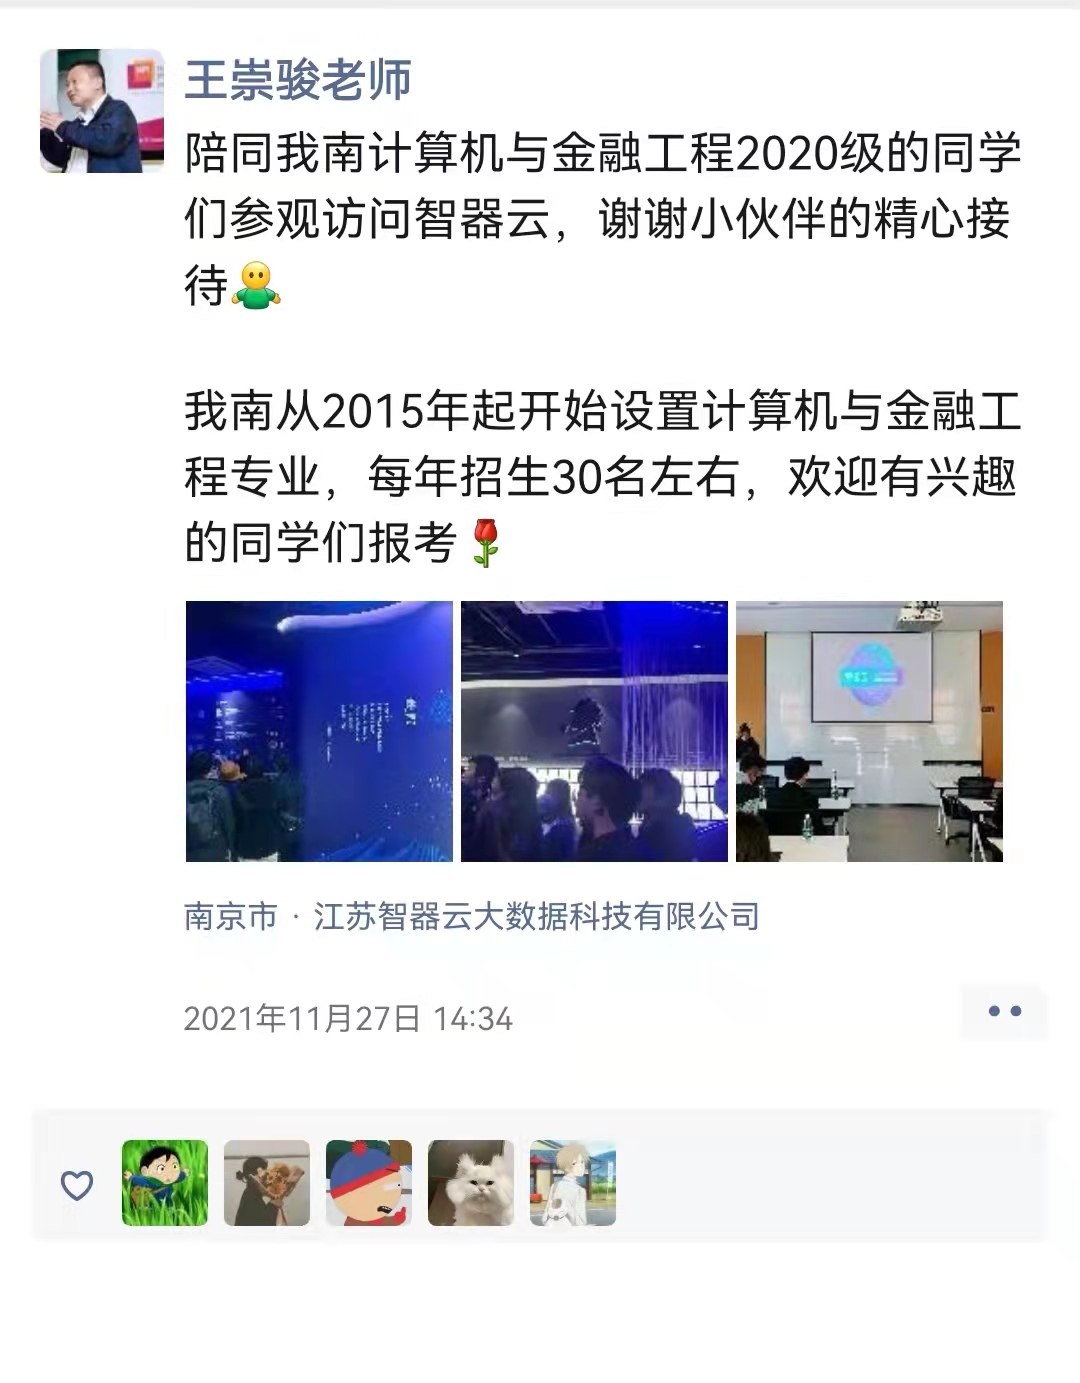 王崇骏老师
陪同我南计算机与金融工程2020级的同学
们参观访问智器云，谢谢小伙伴的精心接
待
我南从2015年起开始设置计算机与金融工
程专业，每年招生30名左右，欢迎有兴趣
的同学们报考
南京市 · 江苏智器云大数据科技有限公司
2021年11月27日 14:34